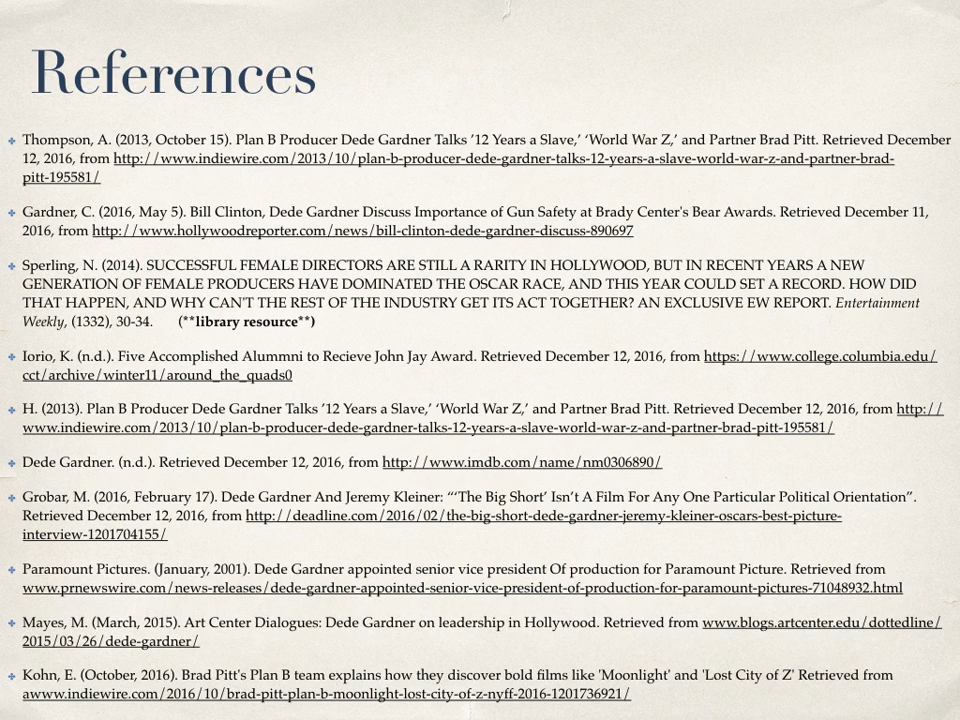 References
Thompson, A. (2013, October 15). Plan B Producer Dede Gardner Talks ’12 Years a Slave,’ ‘World War Z,’ and Partner Brad Pitt. Retrieved December
12, 2016, from http://www.indiewire.com/2013/10/plan-b-producer-dede-gardner-talks-12-years-a-slave-world-war-z-and-partner-brad-
pitt-195581/
Gardner, C. (2016, May 5). Bill Clinton, Dede Gardner Discuss Importance of Gun Safety at Brady Center's Bear Awards. Retrieved December 11,
2016, from http://www.hollywoodreporter.com/news/bill-clinton-dede-gardner-discuss-890697
Sperling, N. (2014). SUCCESSFUL FEMALE DIRECTORS ARE STILL A RARITY IN HOLLYWOOD, BUT IN RECENT YEARS A NEW
GENERATION OF FEMALE PRODUCERS HAVE DOMINATED THE OSCAR RACE, AND THIS YEAR COULD SET A RECORD. HOW DID
THAT HAPPEN, AND WHY CAN'T THE REST OF THE INDUSTRY GET ITS ACT TOGETHER? AN EXCLUSIVE EW REPORT. Entertainment
Weekly, (1332), 30-34. (**library resource**)
Iorio, K. (n.d.). Five Accomplished Alummni to Recieve John Jay Award. Retrieved December 12, 2016, from https://www.college.columbia.edu/
cct/archive/winter11/around_the_quads0
H. (2013). Plan B Producer Dede Gardner Talks ’12 Years a Slave,’ ‘World War Z,’ and Partner Brad Pitt. Retrieved December 12, 2016, from http://
www.indiewire.com/2013/10/plan-b-producer-dede-gardner-talks-12-years-a-slave-world-war-z-and-partner-brad-pitt-195581/
Dede Gardner. (n.d.). Retrieved December 12, 2016, from http://www.imdb.com/name/nm0306890/
Grobar, M. (2016, February 17). Dede Gardner And Jeremy Kleiner: “‘The Big Short’ Isn’t A Film For Any One Particular Political Orientation”.
Retrieved December 12, 2016, from http://deadline.com/2016/02/the-big-short-dede-gardner-jeremy-kleiner-oscars-best-picture-
interview-1201704155/
Paramount Pictures. (January, 2001). Dede Gardner appointed senior vice president Of production for Paramount Picture. Retrieved from
www.prnewswire.com/news-releases/dede-gardner-appointed-senior-vice-president-of-production-for-paramount-pictures-71048932.html
Mayes, M. (March, 2015). Art Center Dialogues: Dede Gardner on leadership in Hollywood. Retrieved from www.blogs.artcenter.edu/dottedline/
2015/03/26/dede-gardner/
Kohn, E. (October, 2016). Brad Pitt's Plan B team explains how they discover bold films like 'Moonlight' and 'Lost City of Z' Retrieved from
awww.indiewire.com/2016/10/brad-pitt-plan-b-moonlight-lost-city-of-z-nyff-2016-1201736921/